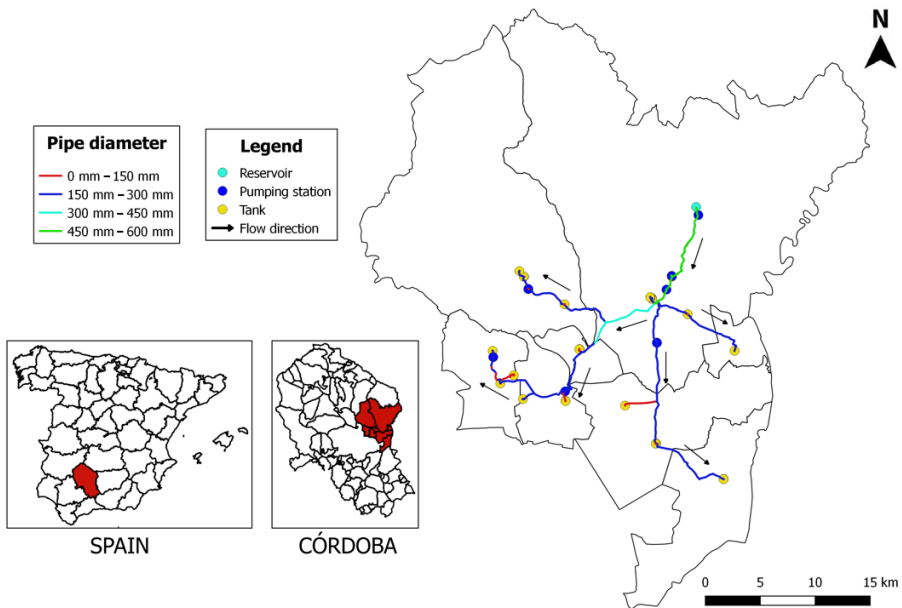 N
Pipe diameter
0 mm – 150 mm
150 mm – 300 mm
300 mm – 450 mm
450 mm – 600 mm
Legend
Reservoir
Pumping station
Tank
Flow direction
SPAIN
CÓRDOBA
0 5 10 15 km